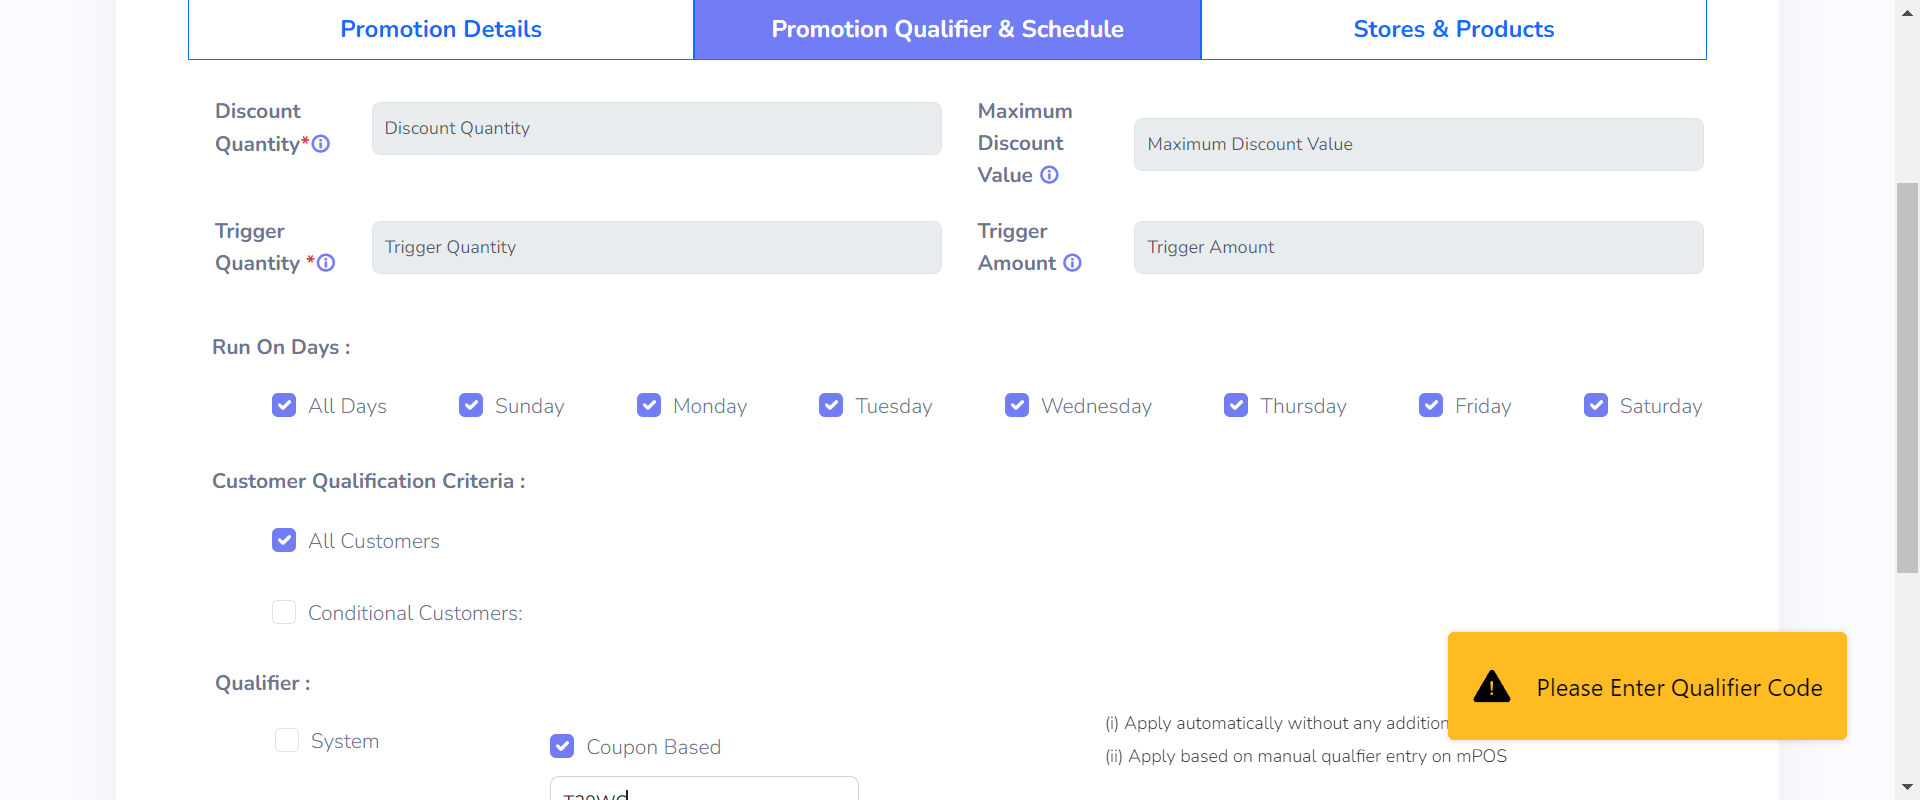 Promotion Details
Promotion Qualifier & Schedule
Stores & Products
Discount
Quantity*
Discount Quantity
Maximum
Discount
Value
Maximum Discount Value
Trigger
Quantity *
Trigger Quantity
Trigger
Amount
Trigger Amount
Run On Days :
All Days
Sunday
Monday
Tuesday
Wednesday
Thursday
Friday
Saturday
Customer Qualification Criteria :
All Customers
Conditional Customers:
Please Enter Qualifier Code
Qualifier :
System
Coupon Based
(i) Apply automatically without any addition
(ii) Apply based on manual qualfier entry on mPOS